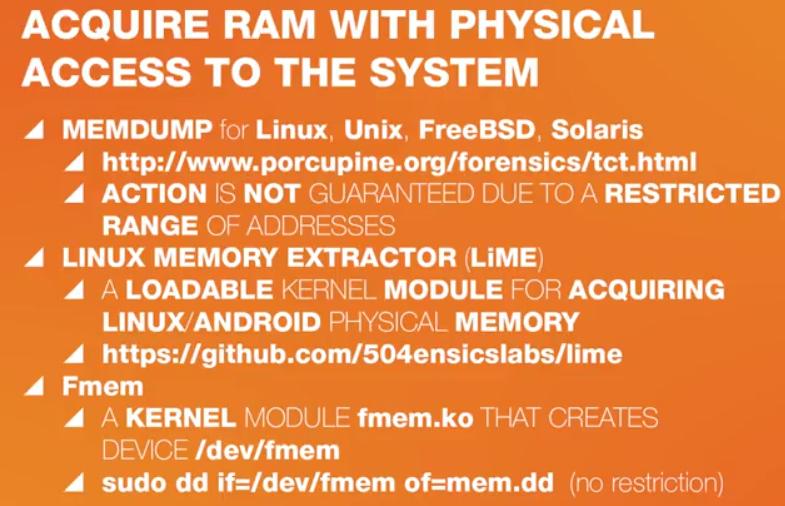 ACQUIRE RAM WITH PHYSICAL
ACCESS TO THE SYSTEM
MEMDUMP for Linux, Unix, FreeBSD, Solaris
http://www.porcupine.org/forensics/tct.html
ACTION IS NOT GUARANTEED DUE TO A RESTRICTED
RANGE OF ADDRESSES
LINUX MEMORY EXTRACTOR (LiME)
A LOADABLE KERNEL MODULE FOR ACQUIRING
LINUX/ANDROID PHYSICAL MEMORY
https://github.com/504ensicslabs/lime
Fmem
A KERNEL MODULE fmem.ko THAT CREATES
DEVICE /dev/fmem
sudo dd if=/dev/fmem of=mem.dd (no restriction)